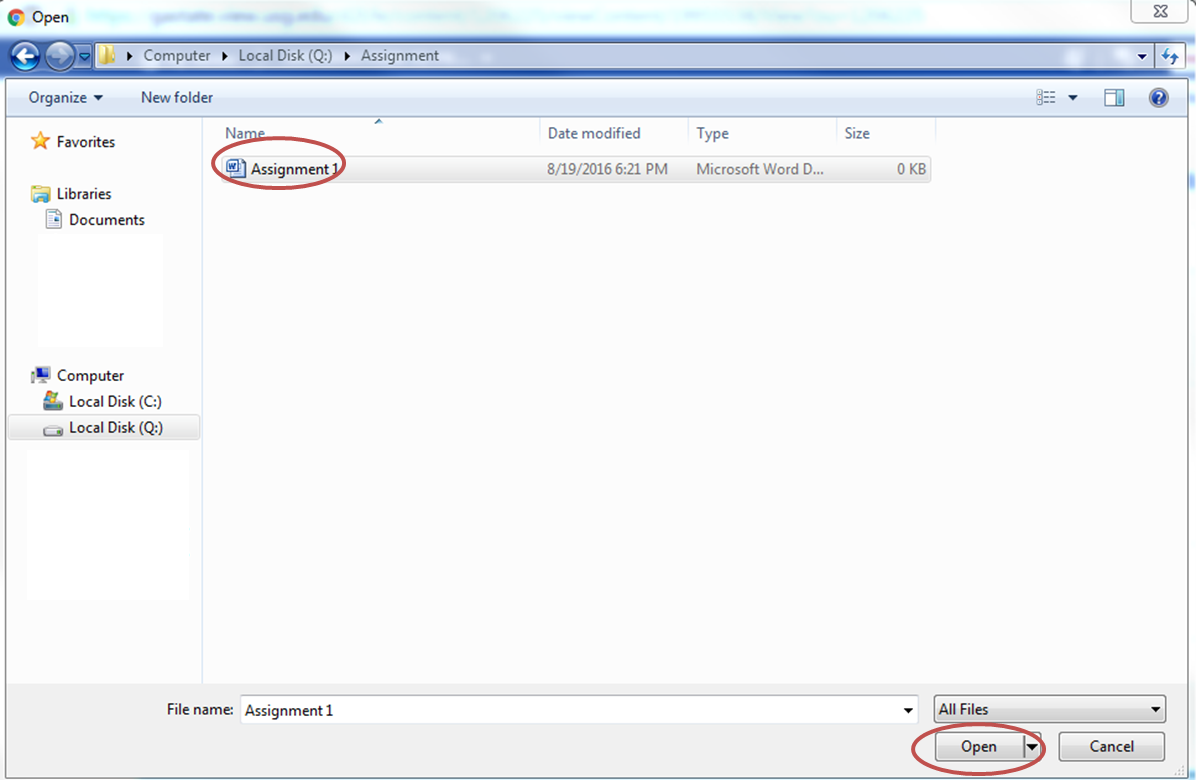 Open
Computer Local Disk (Q:) Assignment
Organize New folder
Name Date modified Type Size
Assignment 1 8/19/2016 6:21 PM Microsoft Word D... 0 KB
Favorites
Libraries
Documents
Computer
Local Disk (C:)
Local Disk (Q:)
File name: Assignment 1 All Files
Open Cancel